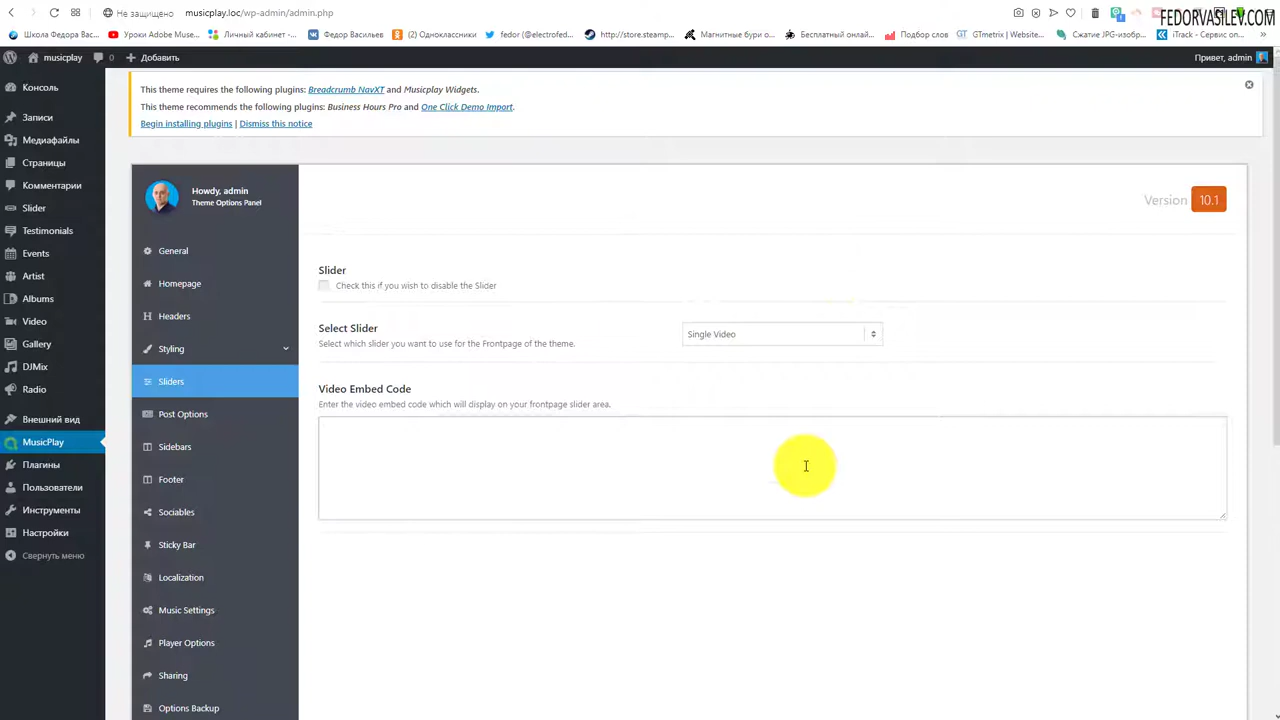 Не защищено musicplay.loc/wp-admin/admin.php
FEDORVASILEV.COM
Школа Федора Вас... Уроки Adobe Muse... Личный кабинет -... Федор Васильев (2) Одноклассники fedor (@electrofed... http://store.steamp... Магнитные бури о... Бесплатный онлай... Подбор слов GTmetrix | Website... Сжатие JPG-изобр... iTrack - Сервис оп... »
musicplay 0 Добавить Привет, admin
Консоль
Записи
Медиафайлы
Страницы
Комментарии
Slider
Testimonials
Events
Artist
Albums
Video
Gallery
DJMix
Radio
Внешний вид
MusicPlay
Плагины
Пользователи
Инструменты
Настройки
Свернуть меню
This theme requires the following plugins: Breadcrumb NavXT and Musicplay Widgets.
This theme recommends the following plugins: Business Hours Pro and One Click Demo Import.
Begin installing plugins | Dismiss this notice
Howdy, admin
Theme Options Panel
General
Homepage
Headers
Styling
Sliders
Post Options
Sidebars
Footer
Sociables
Sticky Bar
Localization
Music Settings
Player Options
Sharing
Options Backup
Version 10.1
Slider
Check this if you wish to disable the Slider
Select Slider
Select which slider you want to use for the Frontpage of the theme.
Single Video
Video Embed Code
Enter the video embed code which will display on your frontpage slider area.